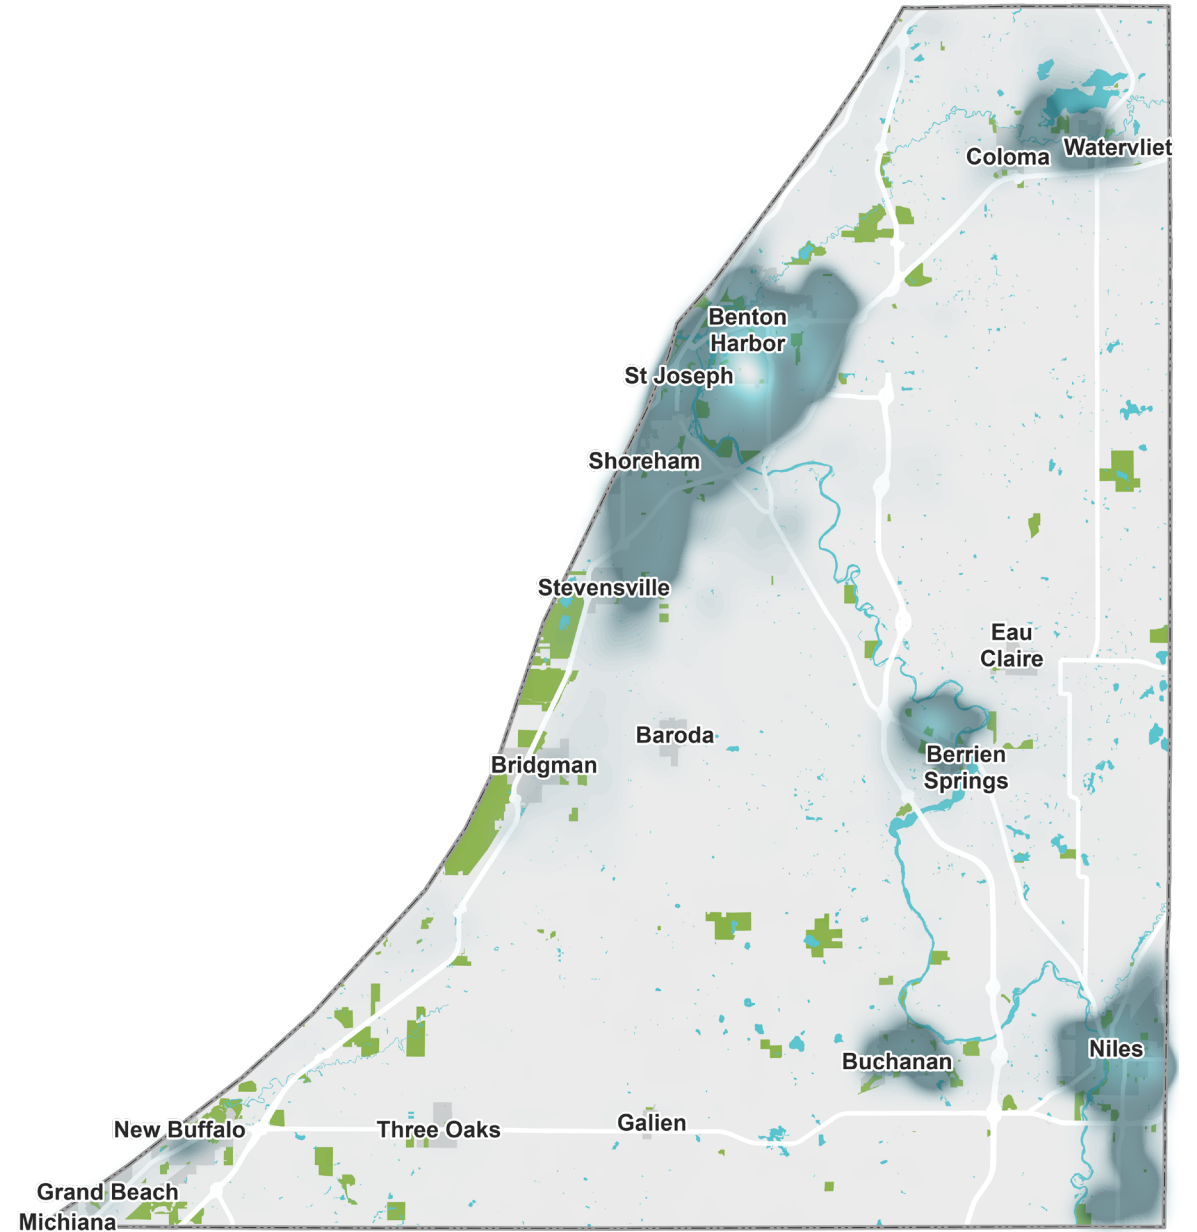 Coloma
Watervliet
Benton
Harbor
St Joseph
Shoreham
Stevensville
Eau
Claire
Baroda
Bridgman
Berrien
Springs
Buchanan
Niles
New Buffalo
Three Oaks
Galien
Grand Beach
Michiana